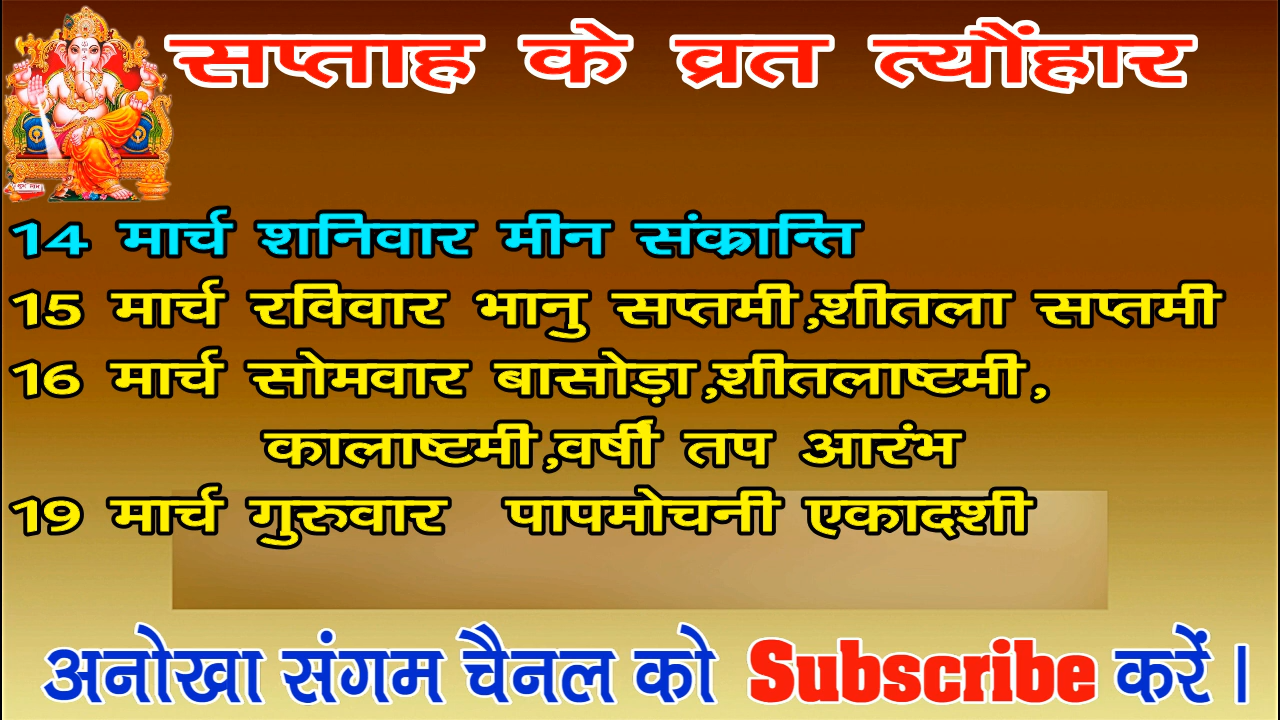 सप्ताह के व्रत त्यौंहार
14 मार्च शनिवार मीन संक्रान्ति
15 मार्च रविवार भानु सप्तमी,शीतला सप्तमी
16 मार्च सोमवार बासोड़ा,शीतलाष्टमी,
कालाष्टमी,वर्षी तप आरंभ
19 मार्च गुरुवार पापमोचनी एकादशी
अनोखा संगम चैनल को Subscribe करें।